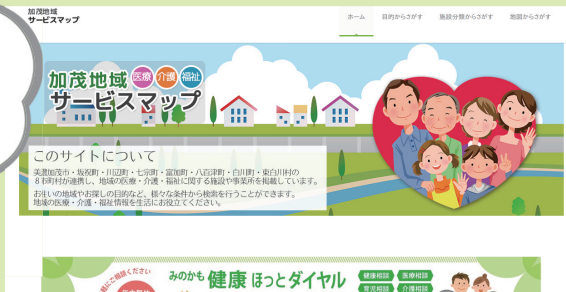 加茂地域
サービスマップ
ホーム 目的からさがす 施設分類からさがす 地図からさがす
加茂地域 医療 介護 福祉
サービスマップ
このサイトについて
美濃加茂市・坂祝町・川辺町・七宗町・富加町・八百津町・白川町・東白川村の
8市町村が連携し、地域の医療・介護・福祉に関する施設や事業所を掲載しています。
お住いの地域やお探しの目的など、様々な条件から検索を行うことができます。
地域の医療・介護・福祉情報を生活にお役立てください。
ご相談ください
みのかも 健康 ほっとダイヤル
健康相談 医療相談
育児相談 介護相談